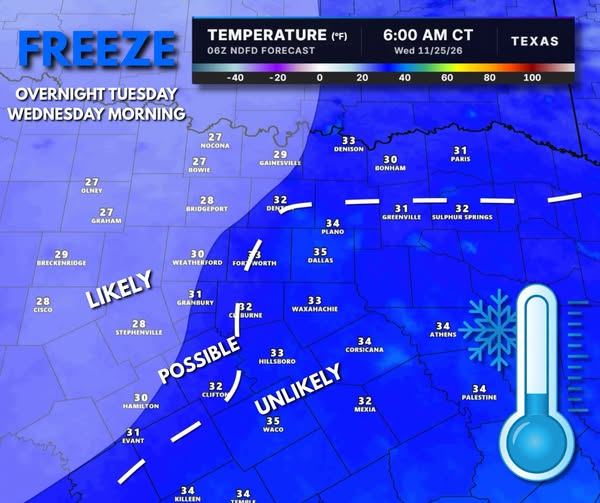 FREEZE
OVERNIGHT TUESDAY
WEDNESDAY MORNING
TEMPERATURE (°F)
06Z NDFD FORECAST
6:00 AM CT
Wed 11/25/26
TEXAS
-40 -20 0 20 40 60 80 100
27
NOCONA
33
DENISON
27
BOWIE
29
GAINESVILLE
30
BONHAM
31
PARIS
27
OLNEY
27
GRAHAM
28
BRIDGEPORT
32
31
GREENVILLE
32
SULPHUR SPRINGS
34
PLANO
29
BRECKENRIDGE
30
WEATHERFORD
35
DALLAS
LIKELY
28
CISCO
31
GRANBURY
32
33
WAXAHACHIE
28
STEPHENVILLE
34
ATHENS
POSSIBLE
33
HILLSBORO
34
CORSICANA
UNLIKELY
30
HAMILTON
32
CLIFTON
32
MEXIA
34
PALESTINE
31
EVANT
35
WACO
34
KILLEEN
34
TEMPLE